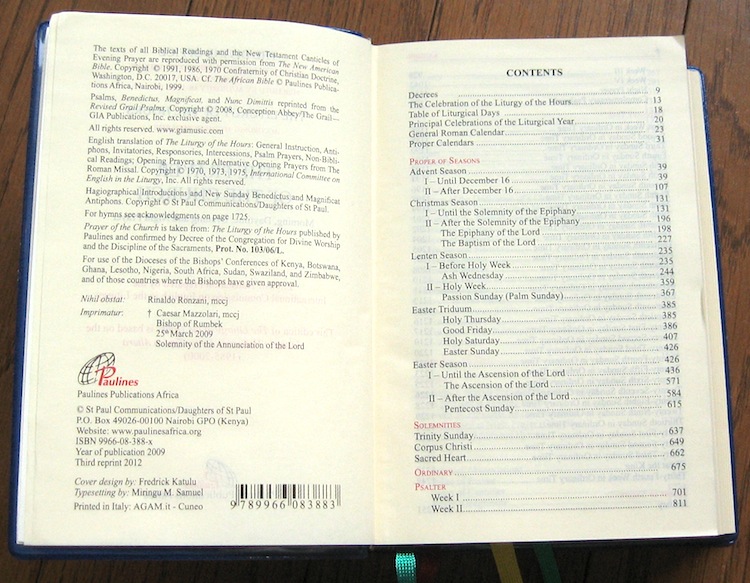 The texts of all Biblical Readings and the New Testament Canticles of
Evening Prayer are reproduced with permission from The New American
Bible. Copyright © 1991, 1986, 1970 Confraternity of Christian Doctrine,
Washington, D.C. 20017, USA. Cf. The African Bible © Paulines Publica-
tions Africa, Nairobi, 1999.
Psalms, Benedictus, Magnificat, and Nunc Dimittis reprinted from the
Revised Grail Psalms, Copyright © 2008, Conception Abbey/The Grail—
GIA Publications, Inc. exclusive agent.
All rights reserved. www.giamusic.com
English translation of The Liturgy of the Hours: General Instruction, Anti-
phons, Invitatories, Responsories, Intercessions, Psalm Prayers, Non-Bibli-
cal Readings; Opening Prayers and Alternative Opening Prayers from The
Roman Missal. Copyright © 1970, 1973, 1975, International Committee on
English in the Liturgy, Inc. All rights reserved.
Hagiographical Introductions and New Sunday Benedictus and Magnificat
Antiphons. Copyright © St Paul Communications/Daughters of St Paul.
For hymns see acknowledgments on page 1725.
Prayer of the Church is taken from: The Liturgy of the Hours published by
Paulines and confirmed by Decree of the Congregation for Divine Worship
and the Discipline of the Sacraments, Prot. No. 103/06/L.
For use of the Dioceses of the Bishops' Conferences of Kenya, Botswana,
Ghana, Lesotho, Nigeria, South Africa, Sudan, Swaziland, and Zimbabwe,
and of those countries where the Bishops have given approval.
Nihil obstat: Rinaldo Ronzani, mccj
Imprimatur: † Caesar Mazzolari, mccj
Bishop of Rumbek
25th March 2009
Solemnity of the Annunciation of the Lord
Paulines
Paulines Publications Africa
© St Paul Communications/Daughters of St Paul
P.O. Box 49026-00100 Nairobi GPO (Kenya)
Website: www.paulinesafrica.org
ISBN 9966-08-388-x
Year of publication 2009
Third reprint 2012
Cover design by: Fredrick Katulu
Typesetting by: Miringu M. Samuel
Printed in Italy: AGAM.it - Cuneo
9 789966 083883
CONTENTS
Decrees 9
The Celebration of the Liturgy of the Hours 13
Table of Liturgical Days 18
Principal Celebrations of the Liturgical Year 20
General Roman Calendar 23
Proper Calendars 31
PROPER OF SEASONS
Advent Season 39
I – Until December 16 39
II – After December 16 107
Christmas Season 131
I – Until the Solemnity of the Epiphany 131
II – After the Solemnity of the Epiphany 196
The Epiphany of the Lord 198
The Baptism of the Lord 227
Lenten Season 235
I – Before Holy Week 235
Ash Wednesday 244
II – Holy Week 359
Passion Sunday (Palm Sunday) 367
Easter Triduum 385
Holy Thursday 385
Good Friday 386
Holy Saturday 407
Easter Sunday 426
Easter Season 426
I – Until the Ascension of the Lord 436
The Ascension of the Lord 571
II – After the Ascension of the Lord 584
Pentecost Sunday 615
SOLEMNITIES
Trinity Sunday 637
Corpus Christi 649
Sacred Heart 662
ORDINARY 675
PSALTER
Week I 701
Week II 811